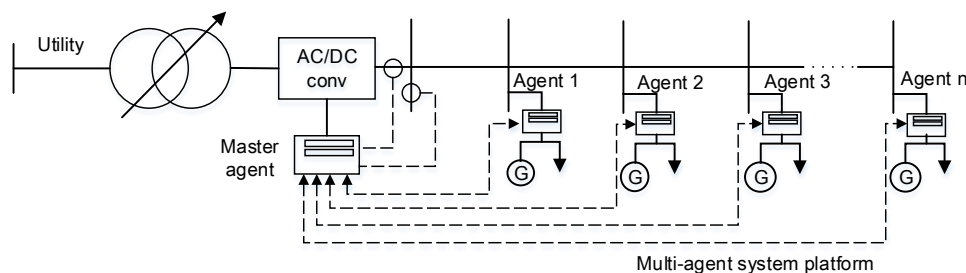 Utility
AC/DC
conv
Agent 1
Agent 2
Agent 3
Agent n
Master
agent
G
G
G
G
Multi-agent system platform